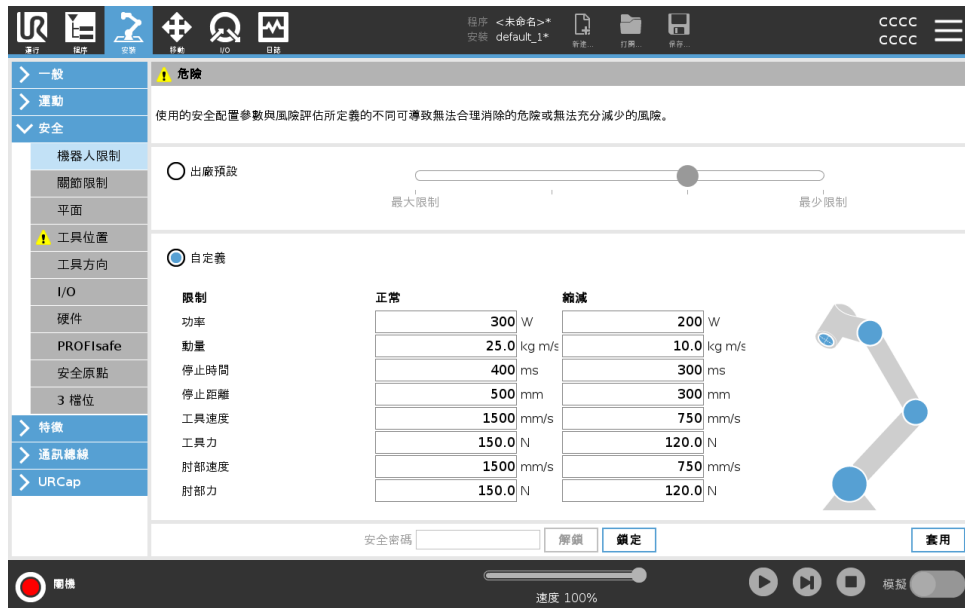 UR
運行 程序 安裝 移動 I/O 日誌
程序 <未命名>*
安裝 default_1*
新建... 打開... 保存...
cccc
cccc
一般
運動
安全
機器人限制
關節限制
平面
工具位置
工具方向
I/O
硬件
PROFIsafe
安全原點
3 檔位
特徵
通訊總線
URCap
危險
使用的安全配置參數與風險評估所定義的不同可導致無法合理消除的危險或無法充分減少的風險。
出廠預設
最大限制 最少限制
自定義
限制 正常 縮減
功率 300 W 200 W
動量 25.0 kg m/s 10.0 kg m/s
停止時間 400 ms 300 ms
停止距離 500 mm 300 mm
工具速度 1500 mm/s 750 mm/s
工具力 150.0 N 120.0 N
肘部速度 1500 mm/s 750 mm/s
肘部力 150.0 N 120.0 N
安全密碼 解鎖 鎖定 套用
關機
速度 100%
模擬